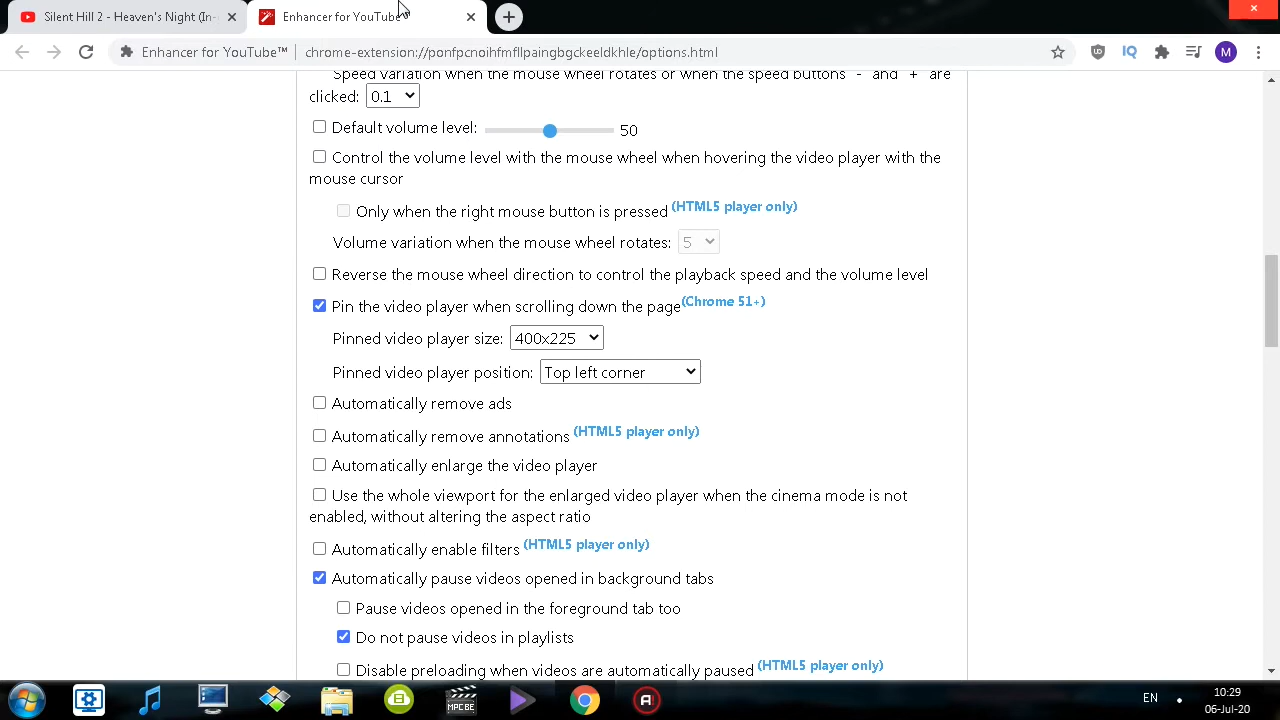 Silent Hill 2 - Heaven's Night (In-
Enhancer for YouTube™
Enhancer for YouTube™ | chrome-extension://ponfpcnoihfmfllpaingbgckeeldkhle/options.html
UD
IQ
M
Speed variation when the mouse wheel rotates or when the speed buttons "-" and "+" are
clicked: 0.1
Default volume level: 50
Control the volume level with the mouse wheel when hovering the video player with the
mouse cursor
Only when the right mouse button is pressed (HTML5 player only)
Volume variation when the mouse wheel rotates: 5
Reverse the mouse wheel direction to control the playback speed and the volume level
Pin the video player when scrolling down the page (Chrome 51+)
Pinned video player size: 400x225
Pinned video player position: Top left corner
Automatically remove ads
Automatically remove annotations (HTML5 player only)
Automatically enlarge the video player
Use the whole viewport for the enlarged video player when the cinema mode is not
enabled, without altering the aspect ratio
Automatically enable filters (HTML5 player only)
Automatically pause videos opened in background tabs
Pause videos opened in the foreground tab too
Do not pause videos in playlists
Disable preloading when videos are automatically paused (HTML5 player only)
MPCBE
EN
10:29
06-Jul-20